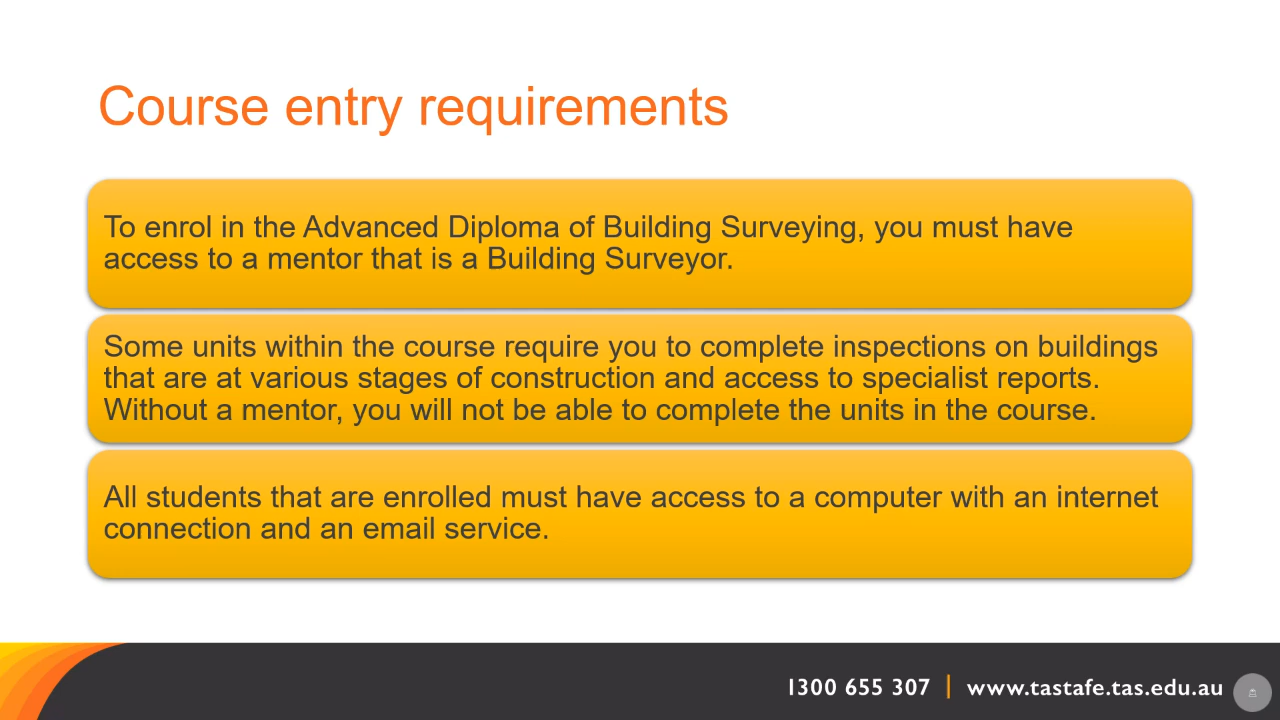 Course entry requirements
To enrol in the Advanced Diploma of Building Surveying, you must have
access to a mentor that is a Building Surveyor.
Some units within the course require you to complete inspections on buildings
that are at various stages of construction and access to specialist reports.
Without a mentor, you will not be able to complete the units in the course.
All students that are enrolled must have access to a computer with an internet
connection and an email service.
1300 655 307 | www.tastafe.tas.edu.au